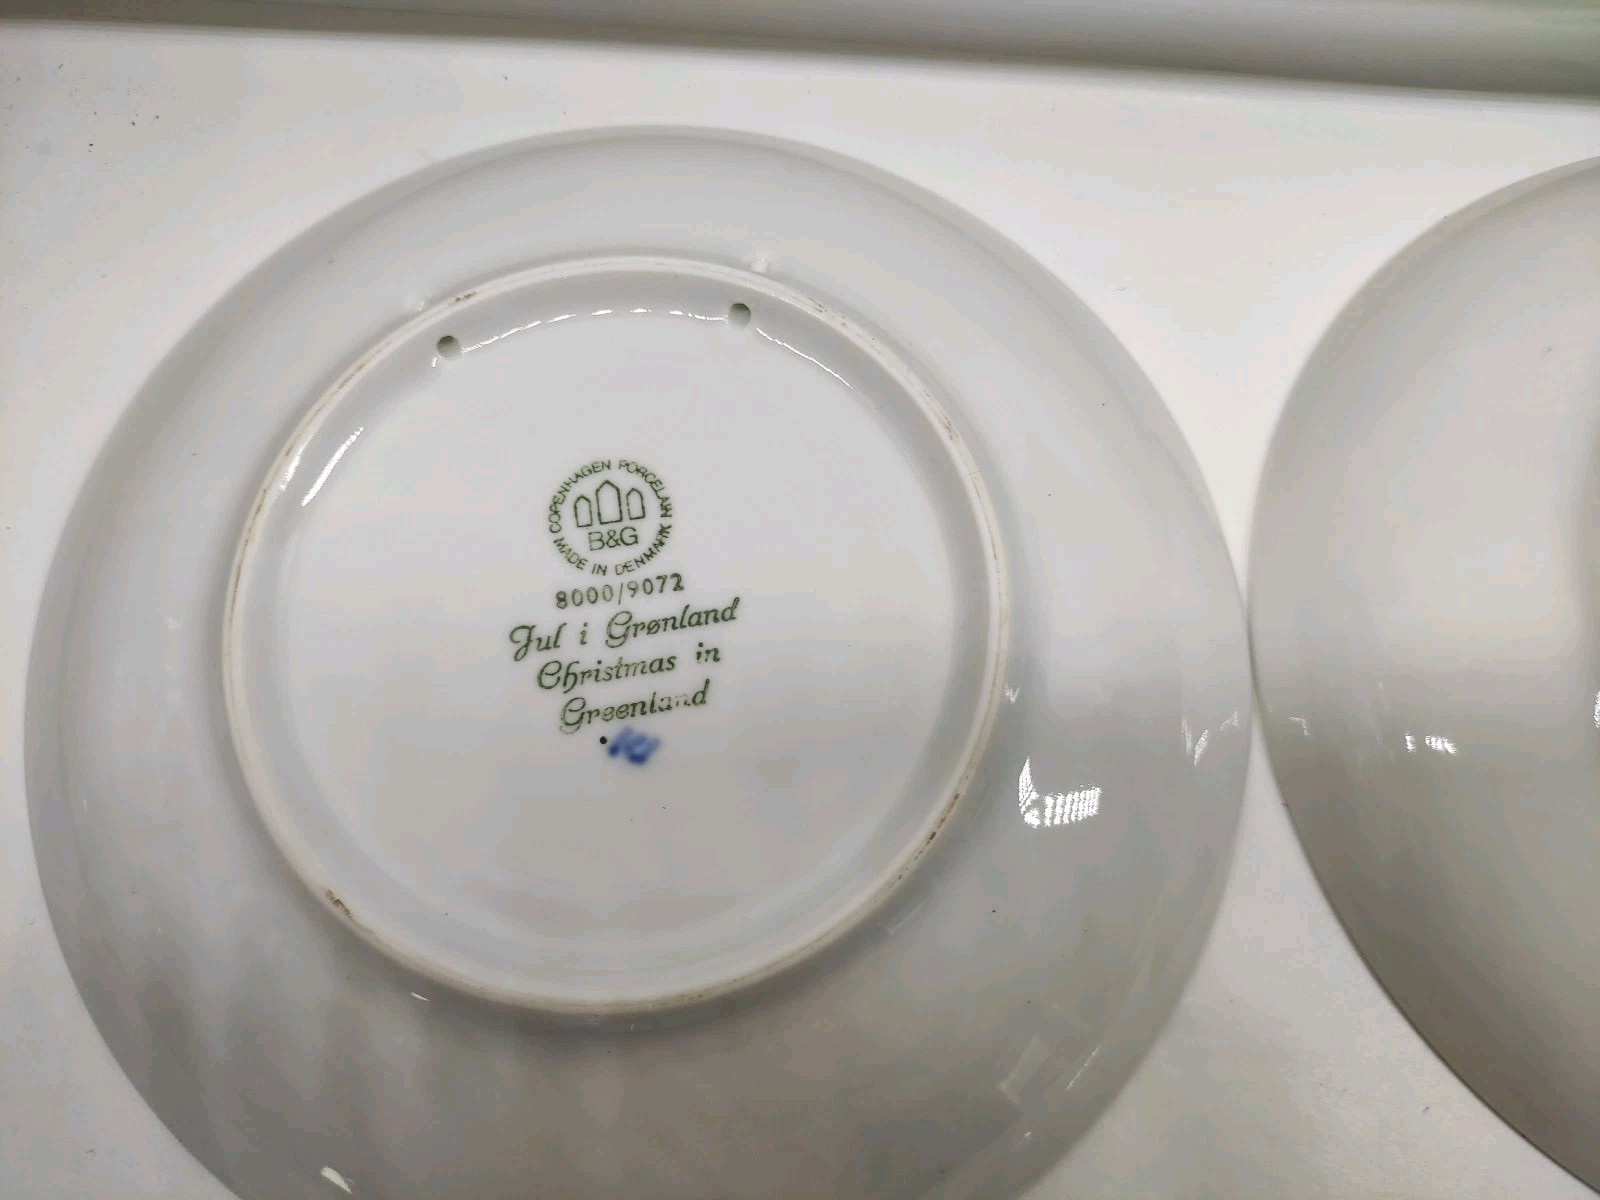 COPENHAGEN PORCELAIN
B&G
MADE IN DENMARK
8000/9072
Jul i Grønland
Christmas in
Greenland